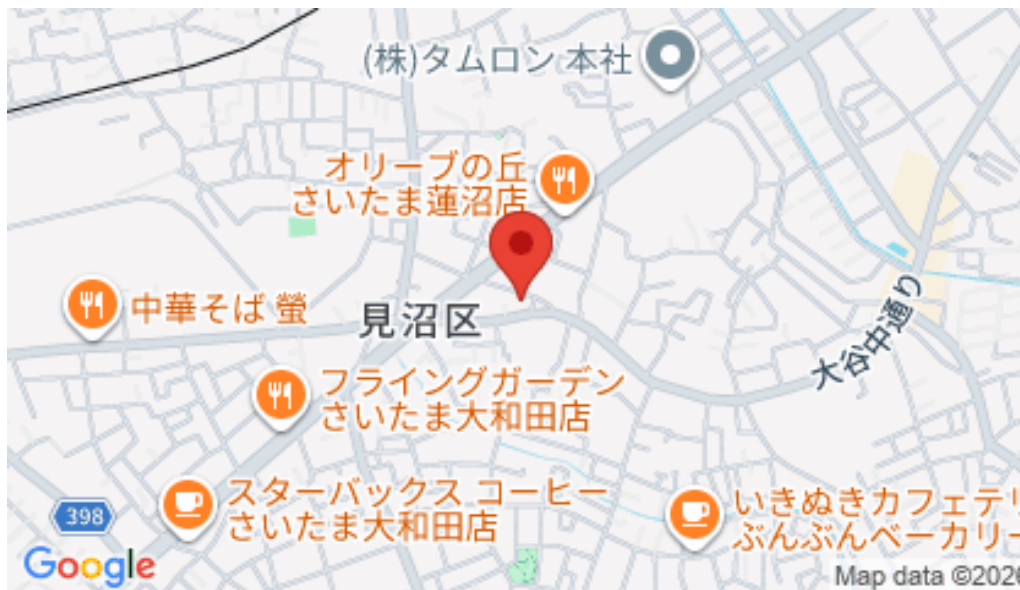 (株)タムロン 本社
オリーブの丘
さいたま蓮沼店
中華そば 螢
見沼区
大谷中通り
フライングガーデン
さいたま大和田店
スターバックス コーヒー
さいたま大和田店
398
いきぬきカフェテリ
ぶんぶんベーカリー
Google
Map data ©2026